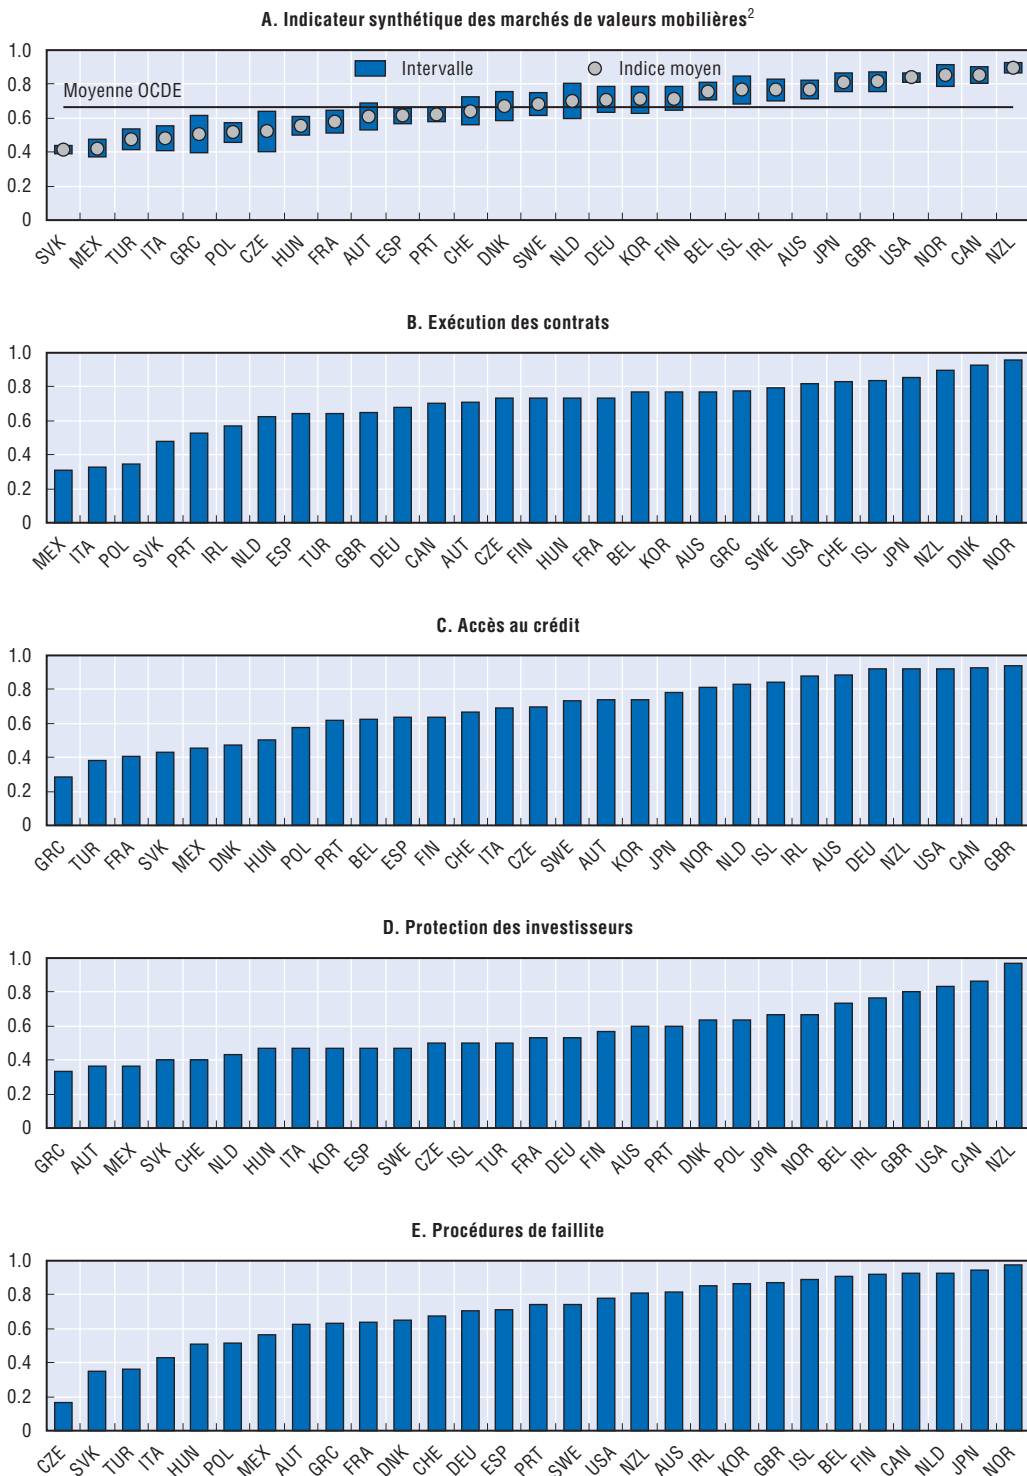 A. Indicateur synthétique des marchés de valeurs mobilières2
1.0
0.8
0.6
0.4
0.2
0
Intervalle
Indice moyen
Moyenne OCDE
SVK MEX TUR ITA GRC POL CZE HUN FRA AUT ESP PRT CHE DNK SWE NLD DEU KOR FIN BEL ISL IRL AUS JPN GBR USA NOR CAN NZL
B. Exécution des contrats
1.0
0.8
0.6
0.4
0.2
0
MEX ITA POL SVK PRT IRL NLD ESP TUR GBR DEU CAN AUT CZE FIN HUN FRA BEL KOR AUS GRC SWE USA CHE ISL JPN NZL DNK NOR
C. Accès au crédit
1.0
0.8
0.6
0.4
0.2
0
GRC TUR FRA SVK MEX DNK HUN POL PRT BEL ESP FIN CHE ITA CZE SWE AUT KOR JPN NOR NLD ISL IRL AUS DEU NZL USA CAN GBR
D. Protection des investisseurs
1.0
0.8
0.6
0.4
0.2
0
GRC AUT MEX SVK CHE NLD HUN ITA KOR ESP SWE CZE ISL TUR FRA DEU FIN AUS PRT DNK POL JPN NOR BEL IRL GBR USA CAN NZL
E. Procédures de faillite
1.0
0.8
0.6
0.4
0.2
0
CZE SVK TUR ITA HUN POL MEX AUT GRC FRA DNK CHE DEU ESP PRT SWE USA NZL AUS IRL KOR GBR ISL BEL FIN CAN NLD JPN NOR